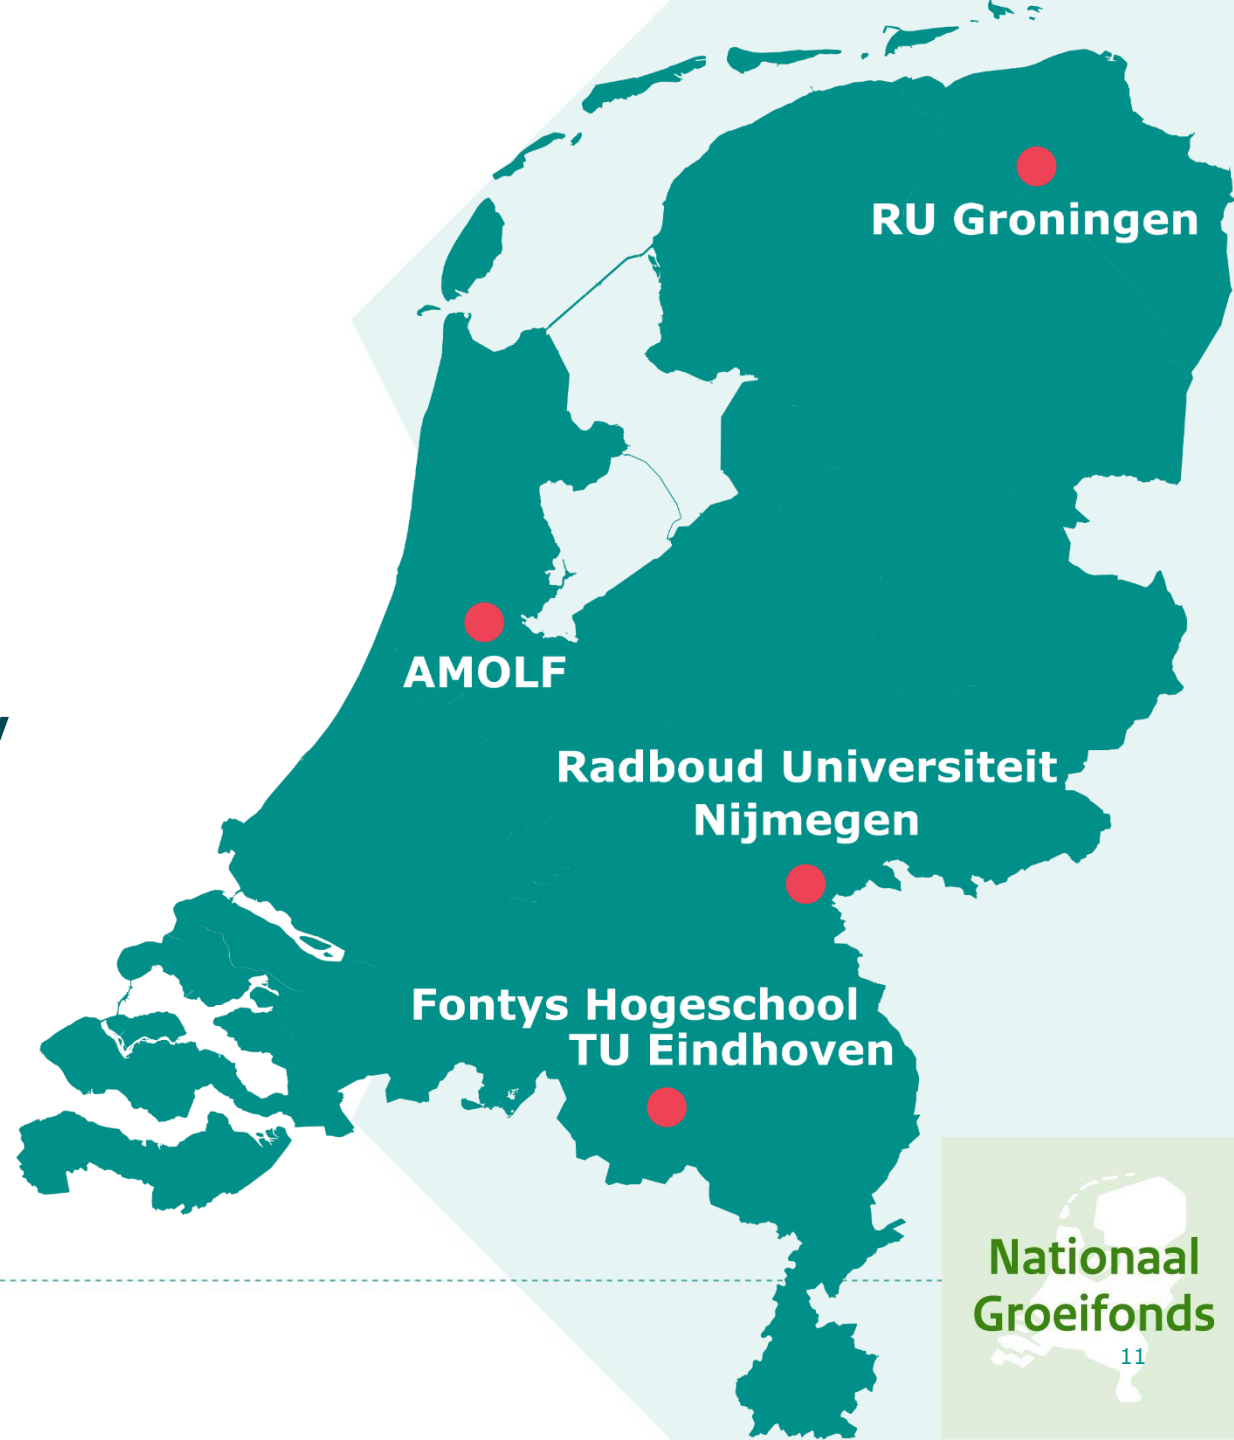 RU Groningen
AMOLF
Radboud Universiteit
Nijmegen
Fontys Hogeschool
TU Eindhoven
Nationaal
Groeifonds
11